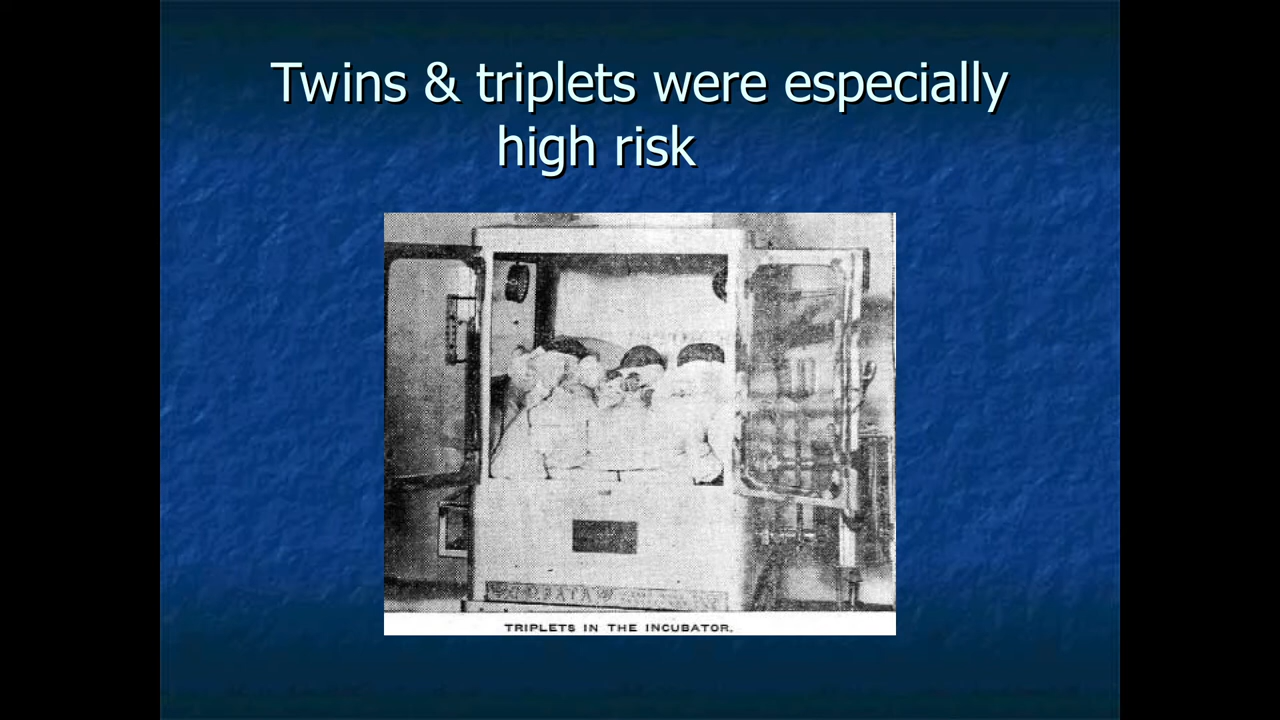 Twins & triplets were especially
high risk
TRIPLETS IN THE INCUBATOR.